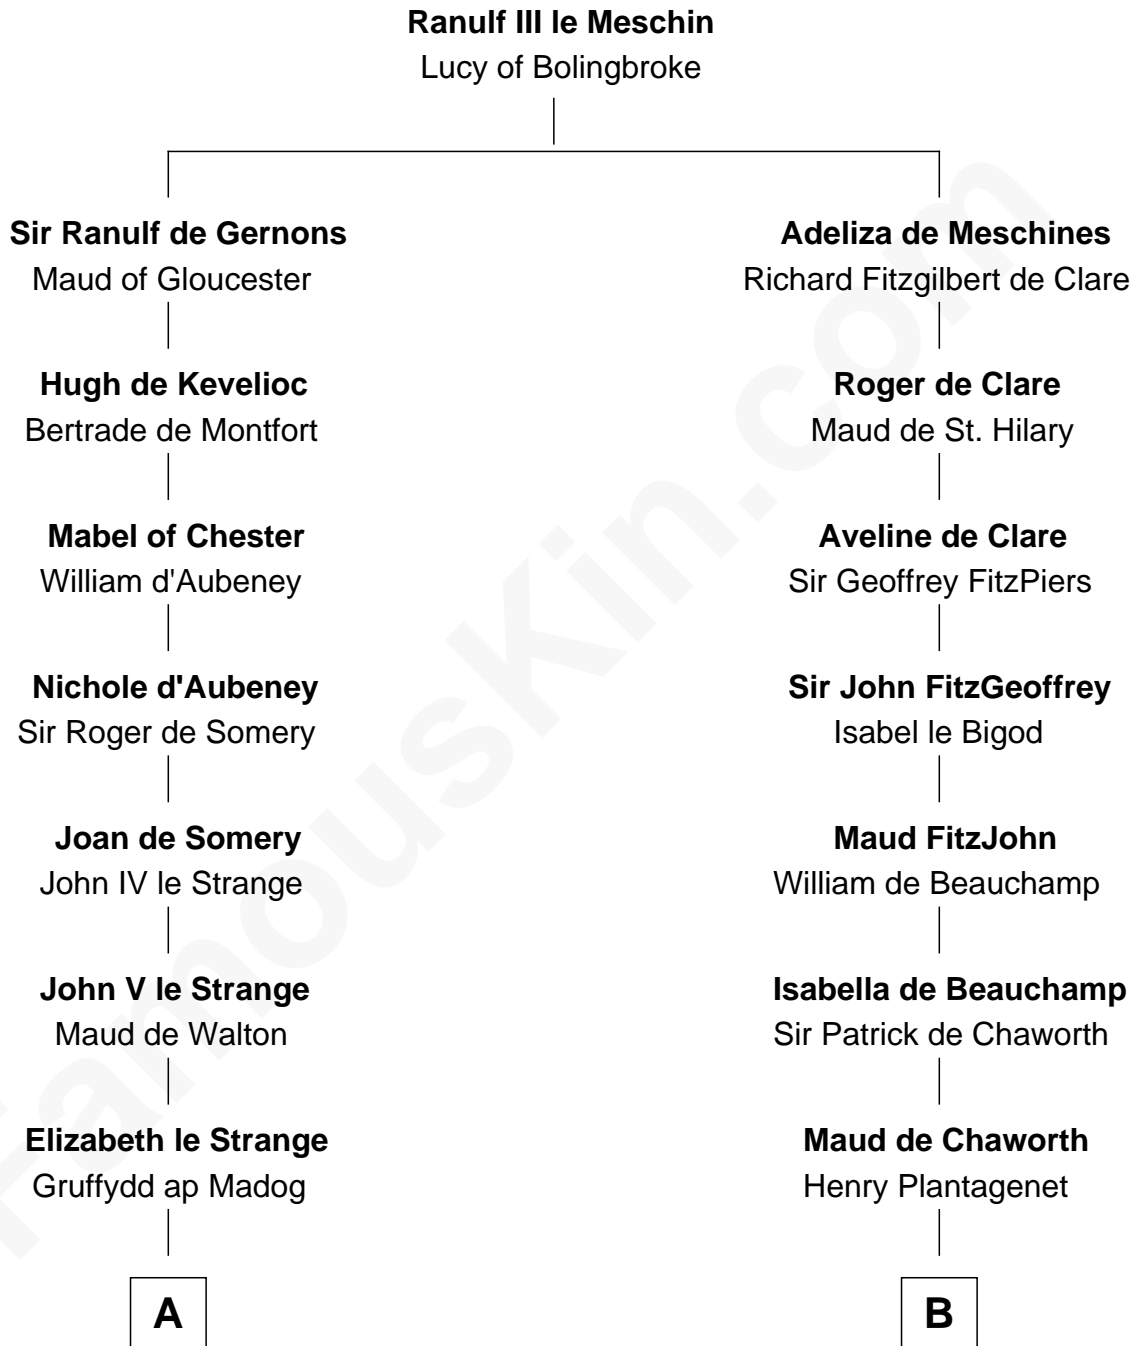 Ranulf III le Meschin
Lucy of Bolingbroke
Sir Ranulf de Gernons
Maud of Gloucester
Adeliza de Meschines
Richard Fitzgilbert de Clare
Hugh de Kevelioc
Bertrade de Montfort
Roger de Clare
Maud de St. Hilary
Mabel of Chester
William d'Aubeney
Aveline de Clare
Sir Geoffrey FitzPiers
Nichole d'Aubeney
Sir Roger de Somery
Sir John FitzGeoffrey
Isabel le Bigod
Joan de Somery
John IV le Strange
Maud FitzJohn
William de Beauchamp
John V le Strange
Maud de Walton
Isabella de Beauchamp
Sir Patrick de Chaworth
Elizabeth le Strange
Gruffydd ap Madog
Maud de Chaworth
Henry Plantagenet
A
B
FamousKin.com